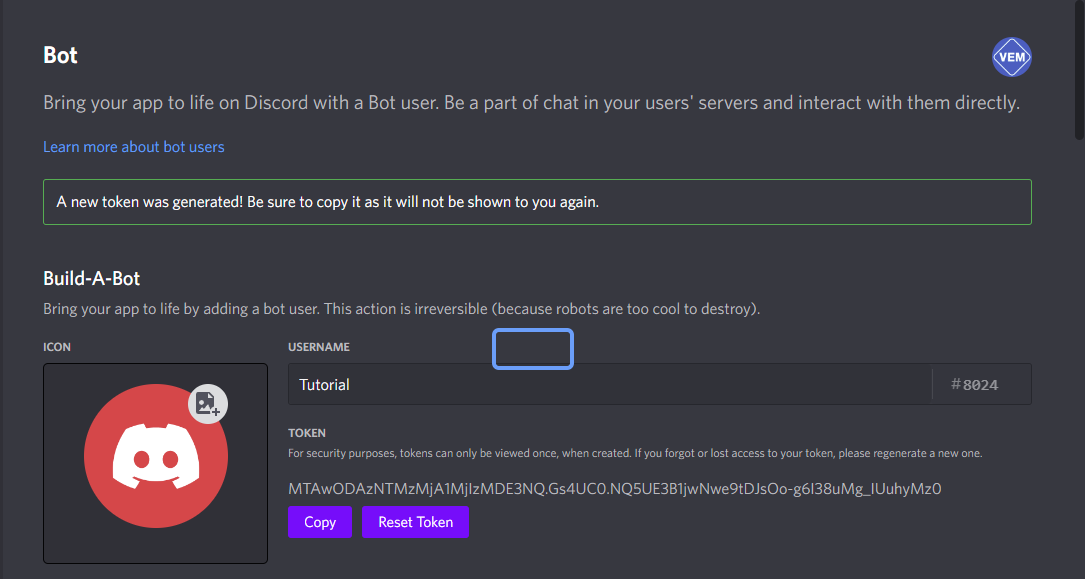 Bot
VEM
Bring your app to life on Discord with a Bot user. Be a part of chat in your users' servers and interact with them directly.
Learn more about bot users
A new token was generated! Be sure to copy it as it will not be shown to you again.
Build-A-Bot
Bring your app to life by adding a bot user. This action is irreversible (because robots are too cool to destroy).
ICON
USERNAME
Tutorial
#8024
TOKEN
For security purposes, tokens can only be viewed once, when created. If you forgot or lost access to your token, please regenerate a new one.
Copy
Reset Token